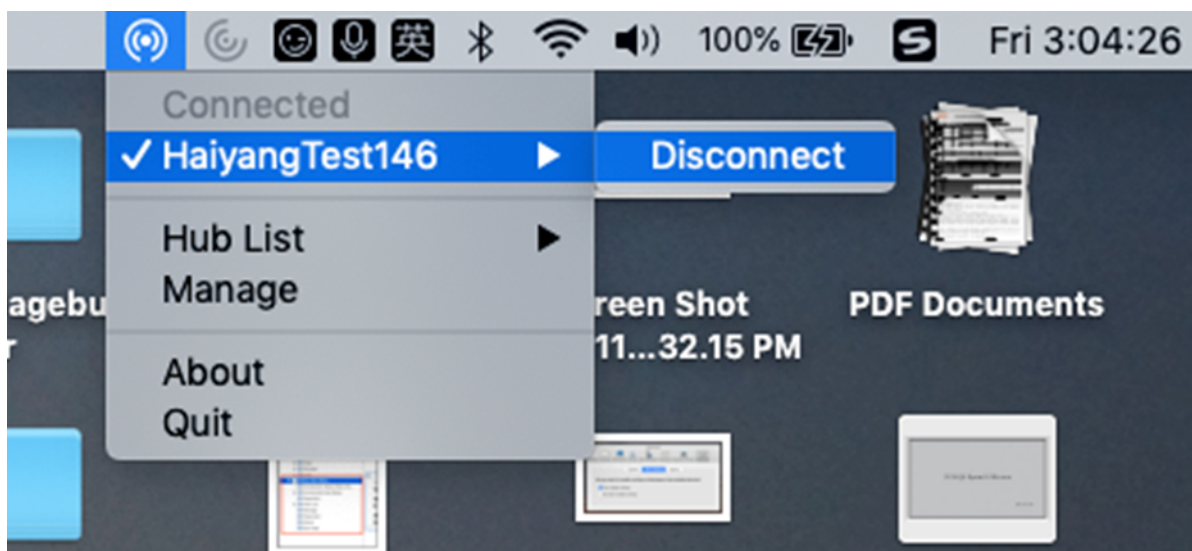 英 100% Fri 3:04:26
Connected
✓ HaiyangTest146 ▶ Disconnect
Hub List ▶
Manage
agebu
reen Shot
PDF Documents
r
11...32.15 PM
About
Quit